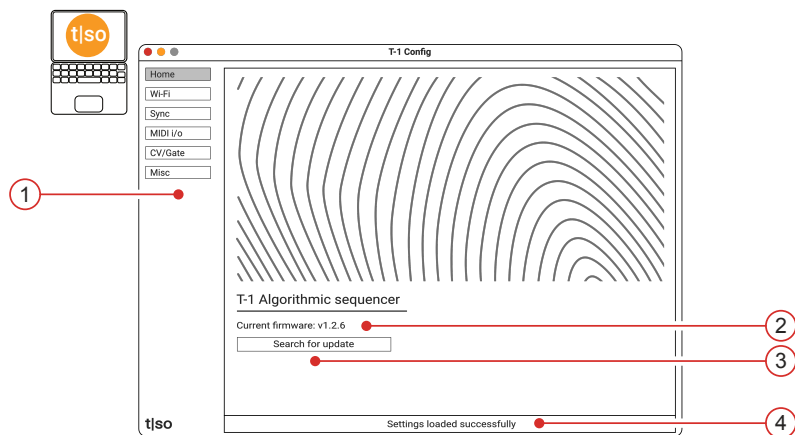 t|so
T-1 Config
Home
Wi-Fi
Sync
MIDI i/o
CV/Gate
Misc
1
T-1 Algorithmic sequencer
Current firmware: v1.2.6
2
Search for update
3
t|so
Settings loaded successfully
4